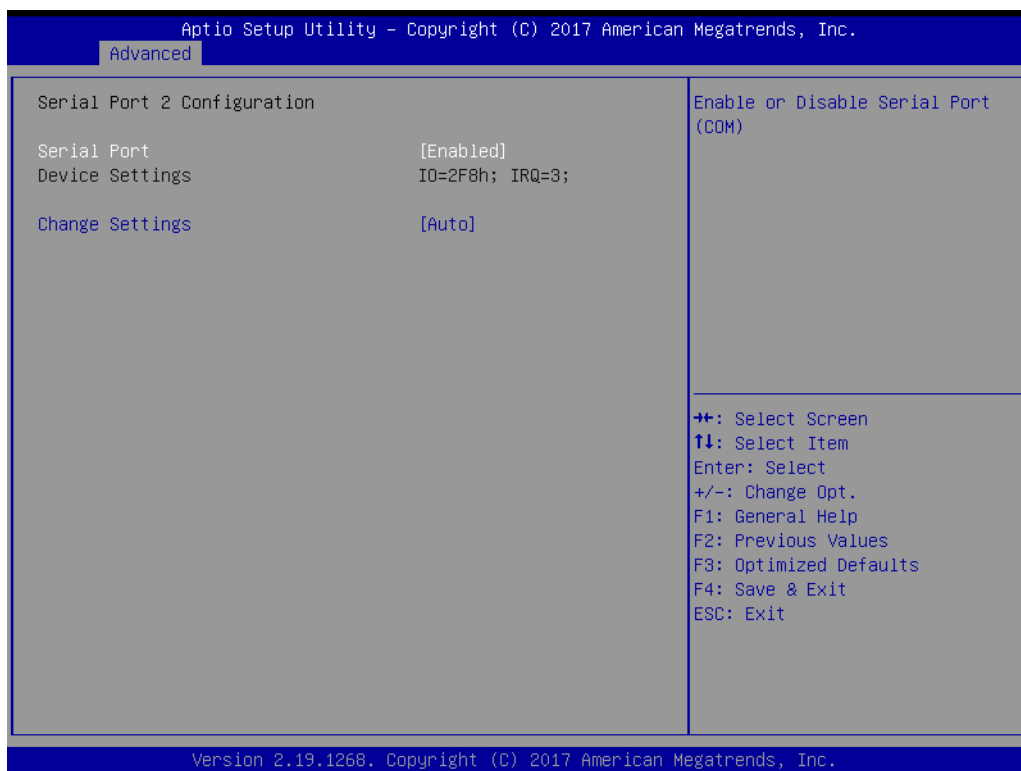 Aptio Setup Utility – Copyright (C) 2017 American Megatrends, Inc.
Advanced
Serial Port 2 Configuration
Serial Port [Enabled]
Device Settings IO=2F8h; IRQ=3;
Change Settings [Auto]
Enable or Disable Serial Port
(COM)
→←: Select Screen
↑↓: Select Item
Enter: Select
+/-: Change Opt.
F1: General Help
F2: Previous Values
F3: Optimized Defaults
F4: Save & Exit
ESC: Exit
Version 2.19.1268. Copyright (C) 2017 American Megatrends, Inc.